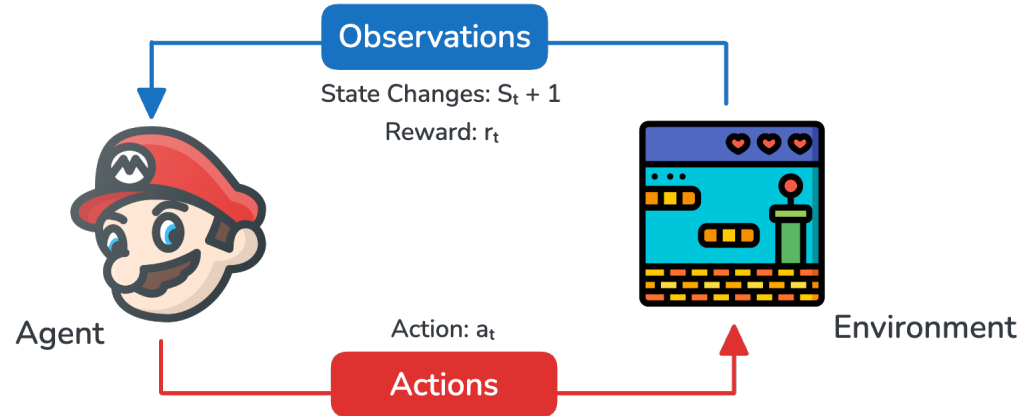 Observations
State Changes: Sₜ + 1
Reward: rₜ
M
Agent
Action: aₜ
Environment
Actions